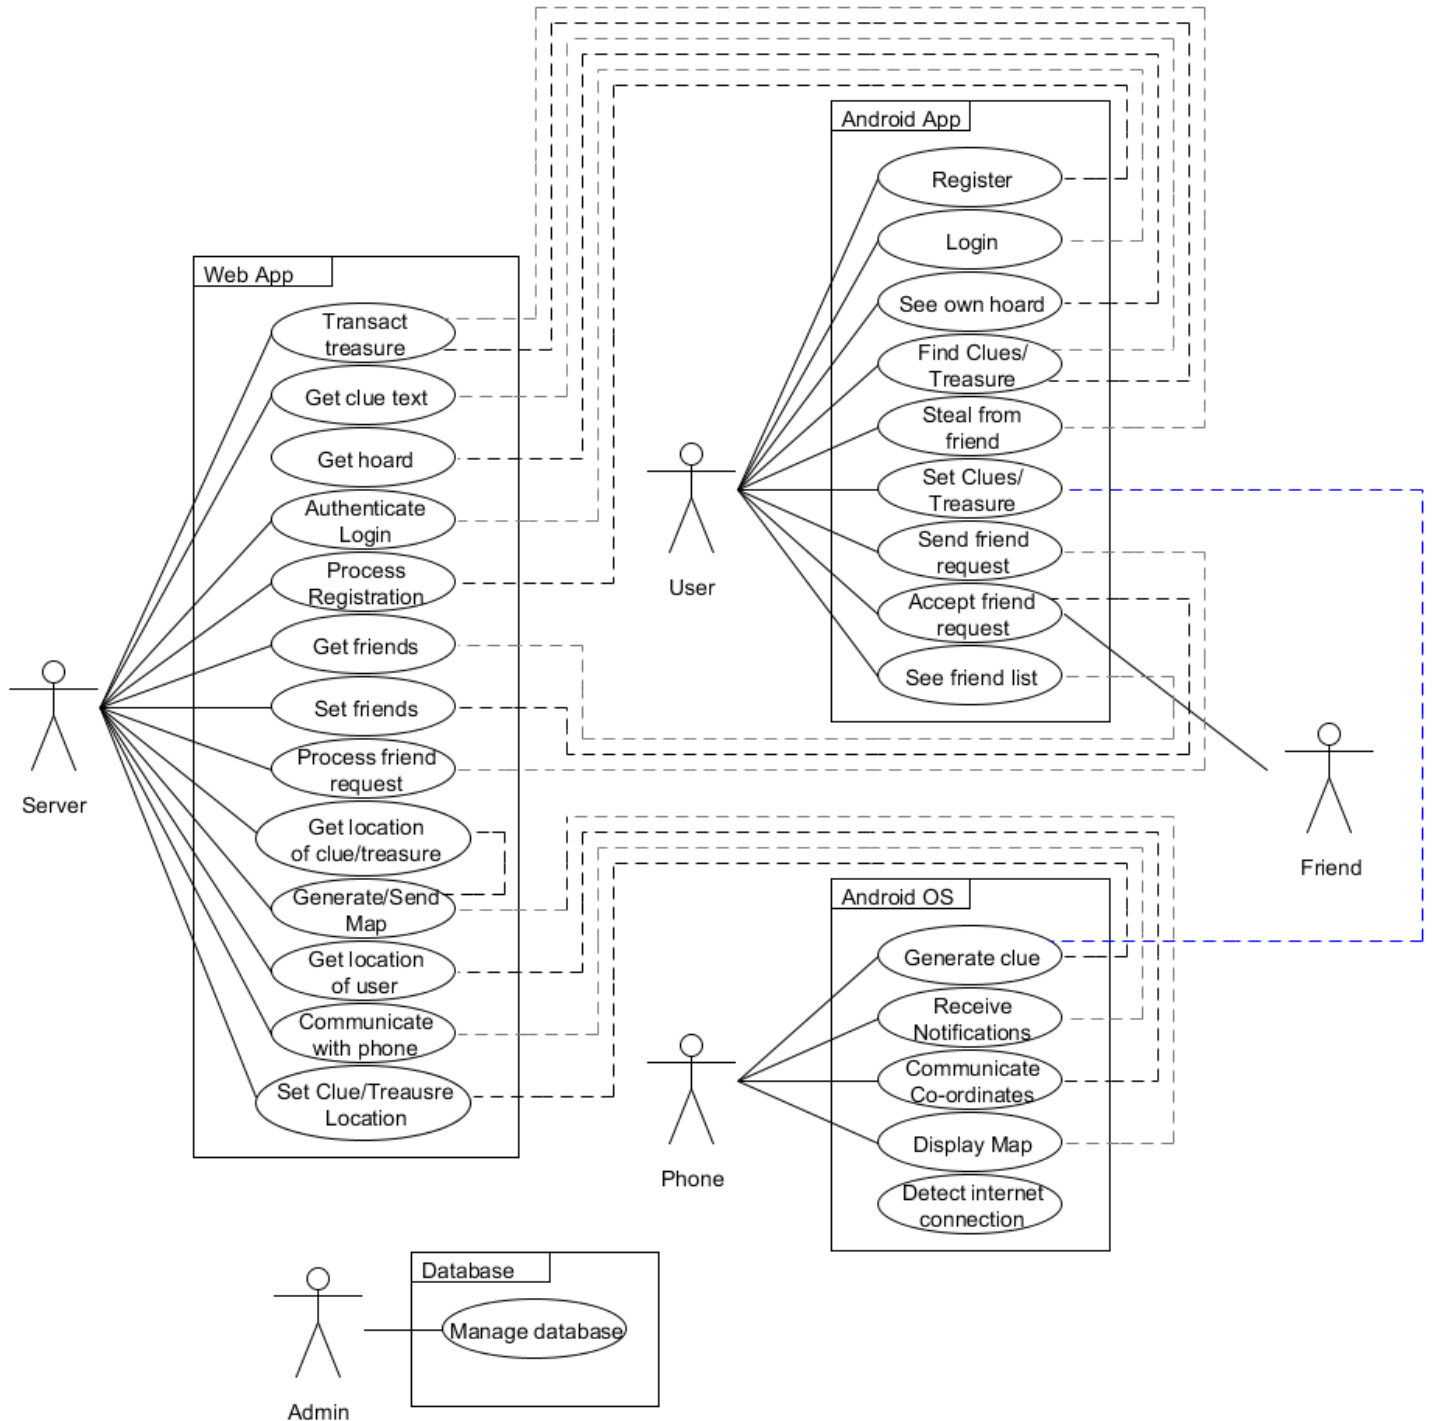 Android App
Register
Login
See own hoard
Find Clues/
Treasure
Steal from
friend
Set Clues/
Treasure
Send friend
request
Accept friend
request
See friend list
User
Web App
Transact
treasure
Get clue text
Get hoard
Authenticate
Login
Process
Registration
Get friends
Set friends
Process friend
request
Get location
of clue/treasure
Generate/Send
Map
Get location
of user
Communicate
with phone
Set Clue/Treausre
Location
Server
Friend
Android OS
Generate clue
Receive
Notifications
Communicate
Co-ordinates
Display Map
Detect internet
connection
Phone
Database
Manage database
Admin